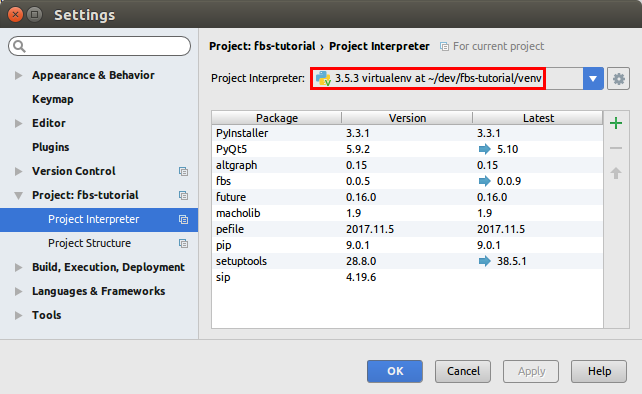 Settings
Project: fbs-tutorial › Project Interpreter For current project
Appearance & Behavior
Keymap
Editor
Plugins
Version Control
Project: fbs-tutorial
Project Interpreter
Project Structure
Build, Execution, Deployment
Languages & Frameworks
Tools
Project Interpreter: 3.5.3 virtualenv at ~/dev/fbs-tutorial/venv
Package Version Latest
PyInstaller 3.3.1 3.3.1
PyQt5 5.9.2 5.10
altgraph 0.15 0.15
fbs 0.0.5 0.0.9
future 0.16.0 0.16.0
macholib 1.9 1.9
pefile 2017.11.5 2017.11.5
pip 9.0.1 9.0.1
setuptools 28.8.0 38.5.1
sip 4.19.6
OK Cancel Apply Help